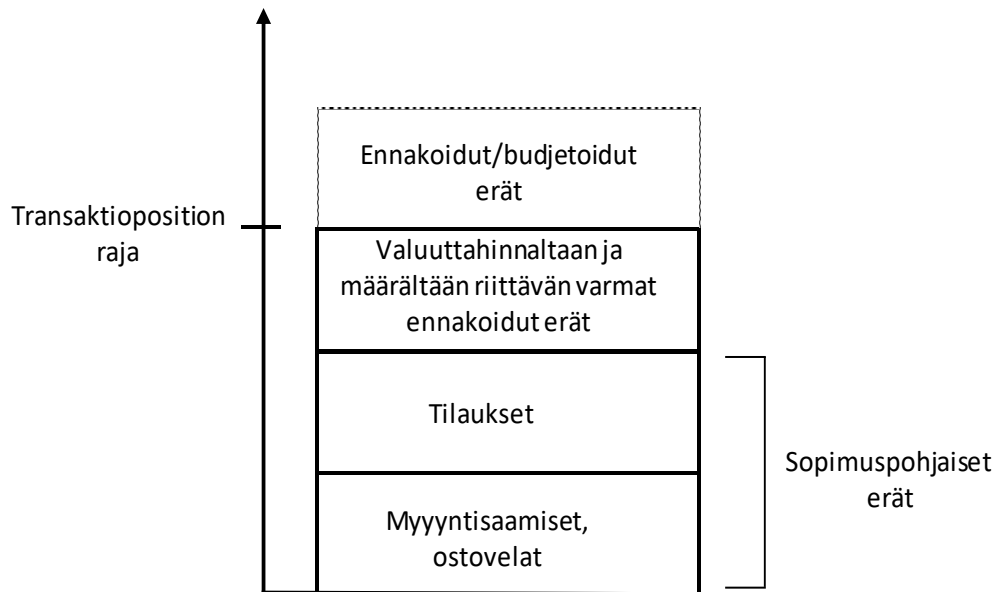 Ennakoidut/budjetoidut
erät
Transaktioposition
raja
Valuuttahinnaltaan ja
määrältään riittävän varmat
ennakoidut erät
Tilaukset
Sopimuspohjaiset
erät
Myyntisaamiset,
ostovelat